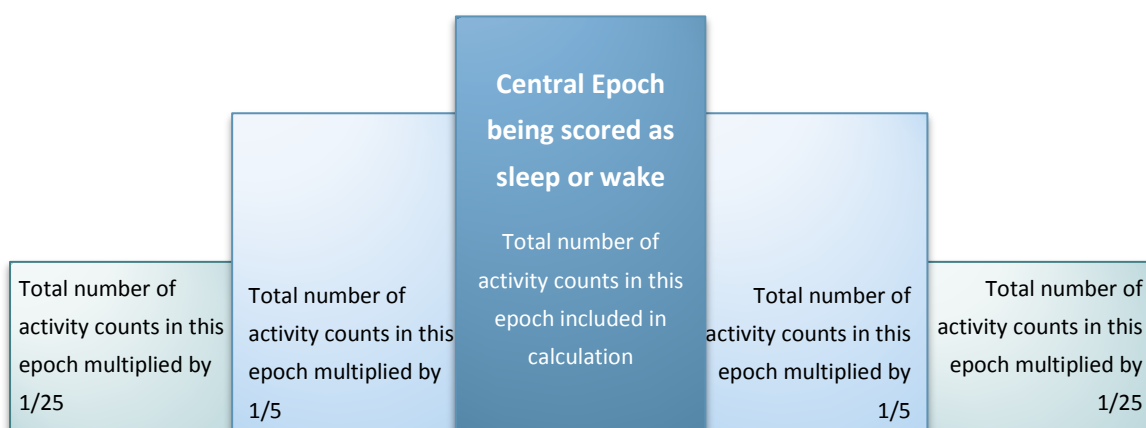 Central Epoch
being scored as
sleep or wake
Total number of
activity counts in this
epoch included in
calculation
Total number of
activity counts in this
epoch multiplied by
1/25
Total number of
activity counts in this
epoch multiplied by
1/5
Total number of
activity counts in this
epoch multiplied by
1/5
Total number of
activity counts in this
epoch multiplied by
1/25